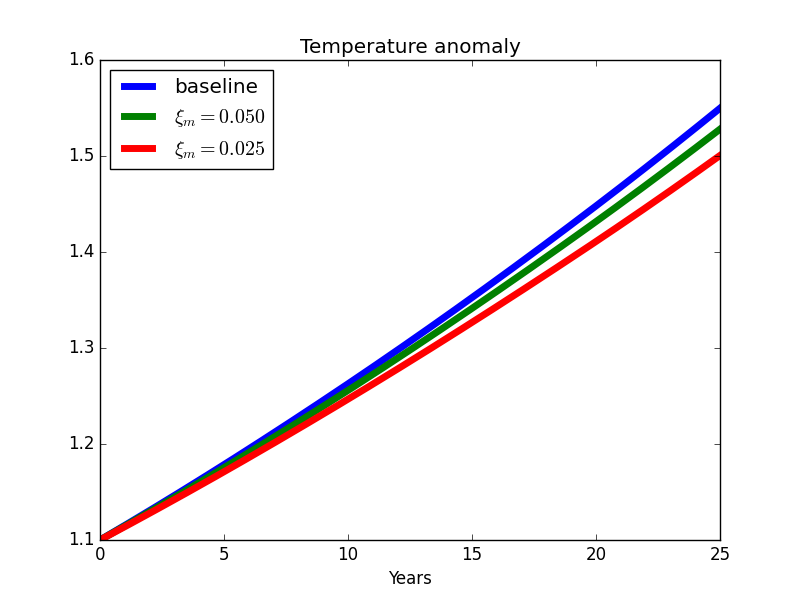 Temperature anomaly
1.6
1.5
1.4
1.3
1.2
1.1
baseline
ξₘ = 0.050
ξₘ = 0.025
0 5 10 15 20 25
Years